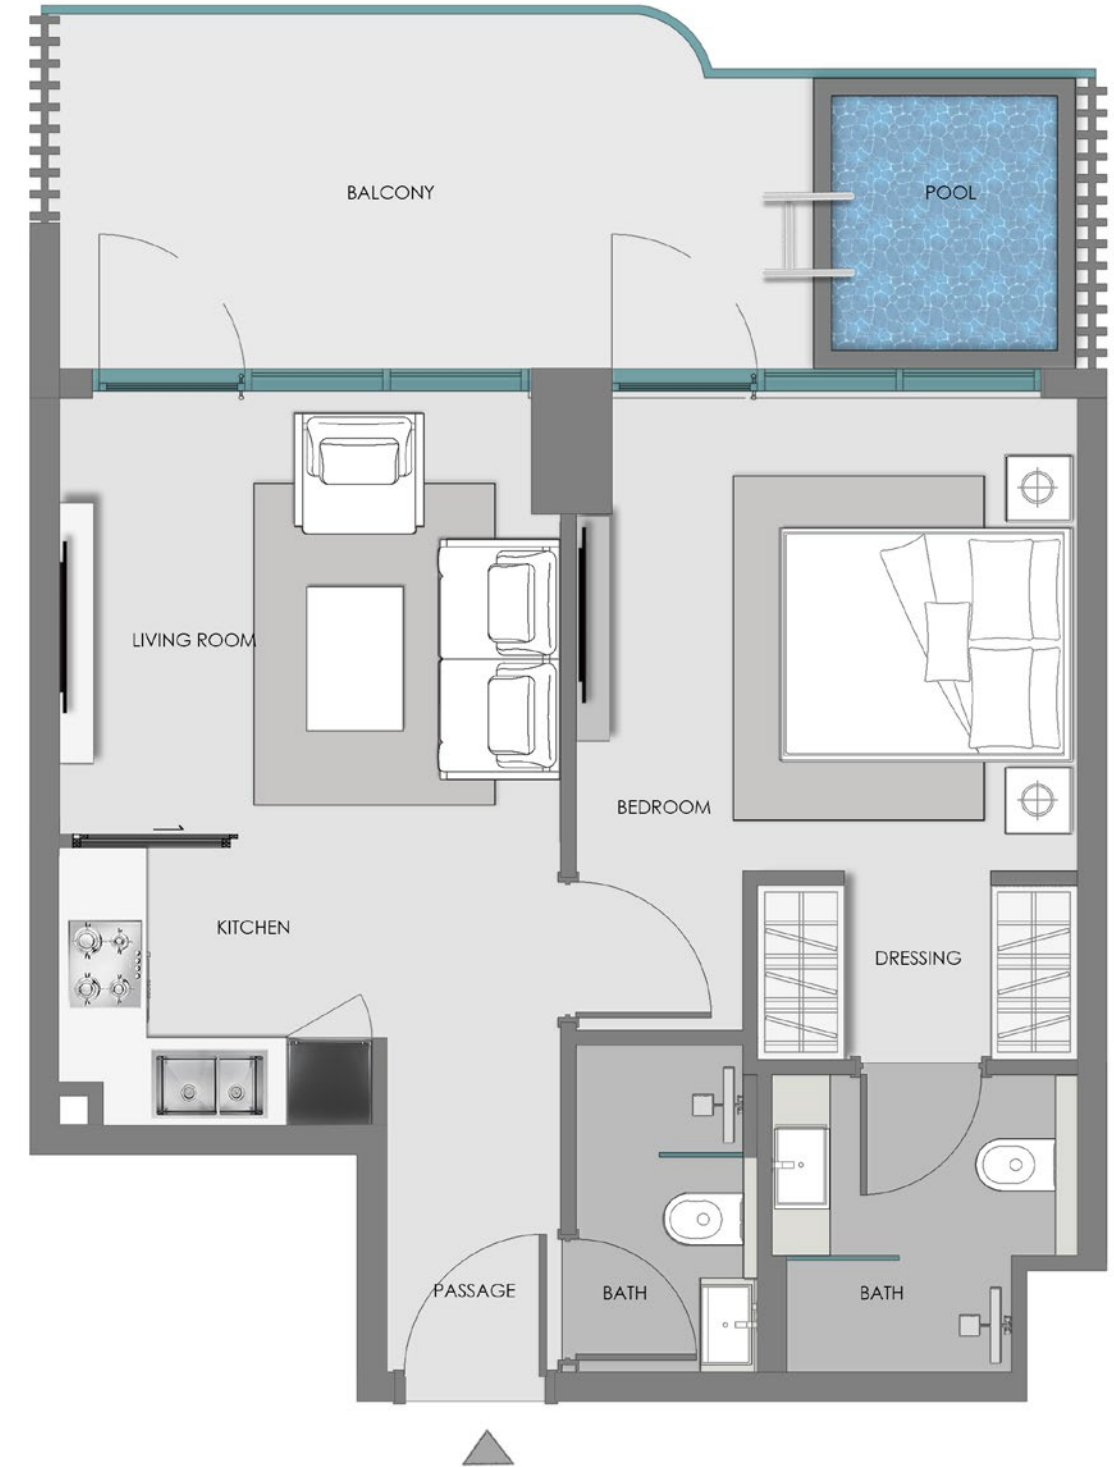 BALCONY
POOL
LIVING ROOM
BEDROOM
KITCHEN
DRESSING
PASSAGE
BATH
BATH